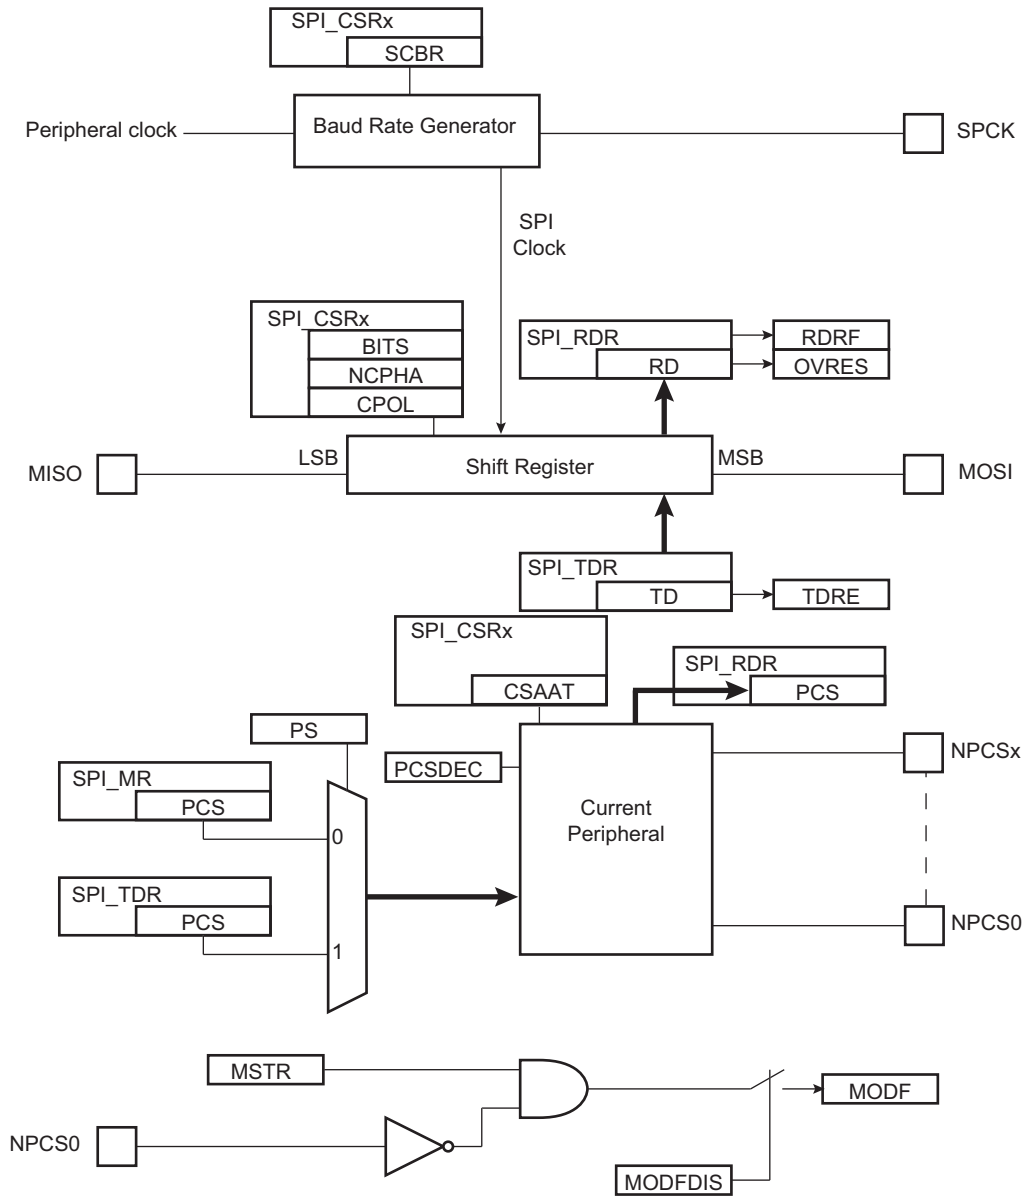 SPI_CSRx
SCBR
Peripheral clock
Baud Rate Generator
SPCK
SPI
Clock
SPI_CSRx
BITS
NCPHA
CPOL
SPI_RDR
RD
RDRF
OVRES
MISO
LSB
Shift Register
MSB
MOSI
SPI_TDR
TD
TDRE
SPI_CSRx
CSAAT
SPI_RDR
PCS
PS
PCSDEC
NPCSx
SPI_MR
PCS
0
Current
Peripheral
SPI_TDR
PCS
1
NPCS0
MSTR
MODF
NPCS0
MODFDIS